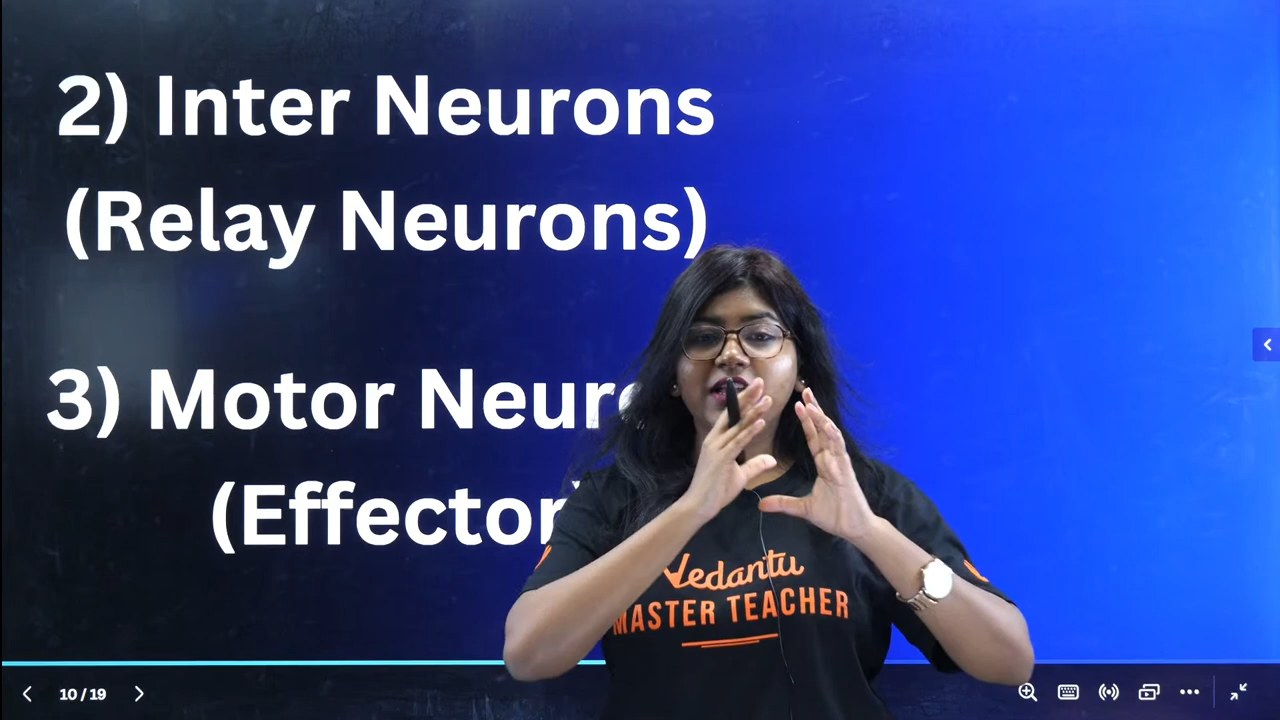 2) Inter Neurons
(Relay Neurons)
3) Motor
(Effector
Vedantu
MASTER TEACHER
10 / 19